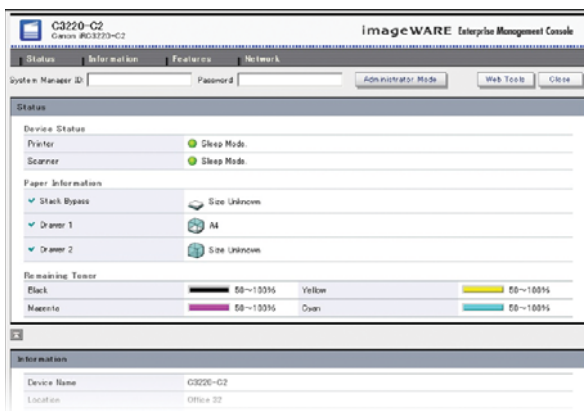 C3220-C2
Canon iRC3220-C2
imageWARE Enterprise Management Console
Status Information Features Network
System Manager ID: Password Administrator Mode Web Tools Close
Status
Device Status
Printer Sleep Mode.
Scanner Sleep Mode.
Paper Information
Stack Bypass Size Unknown
Drawer 1 A4
Drawer 2 Size Unknown
Remaining Toner
Black 50~100% Yellow 50~100%
Magenta 50~100% Cyan 50~100%
Information
Device Name C3220-C2
Location Office 32